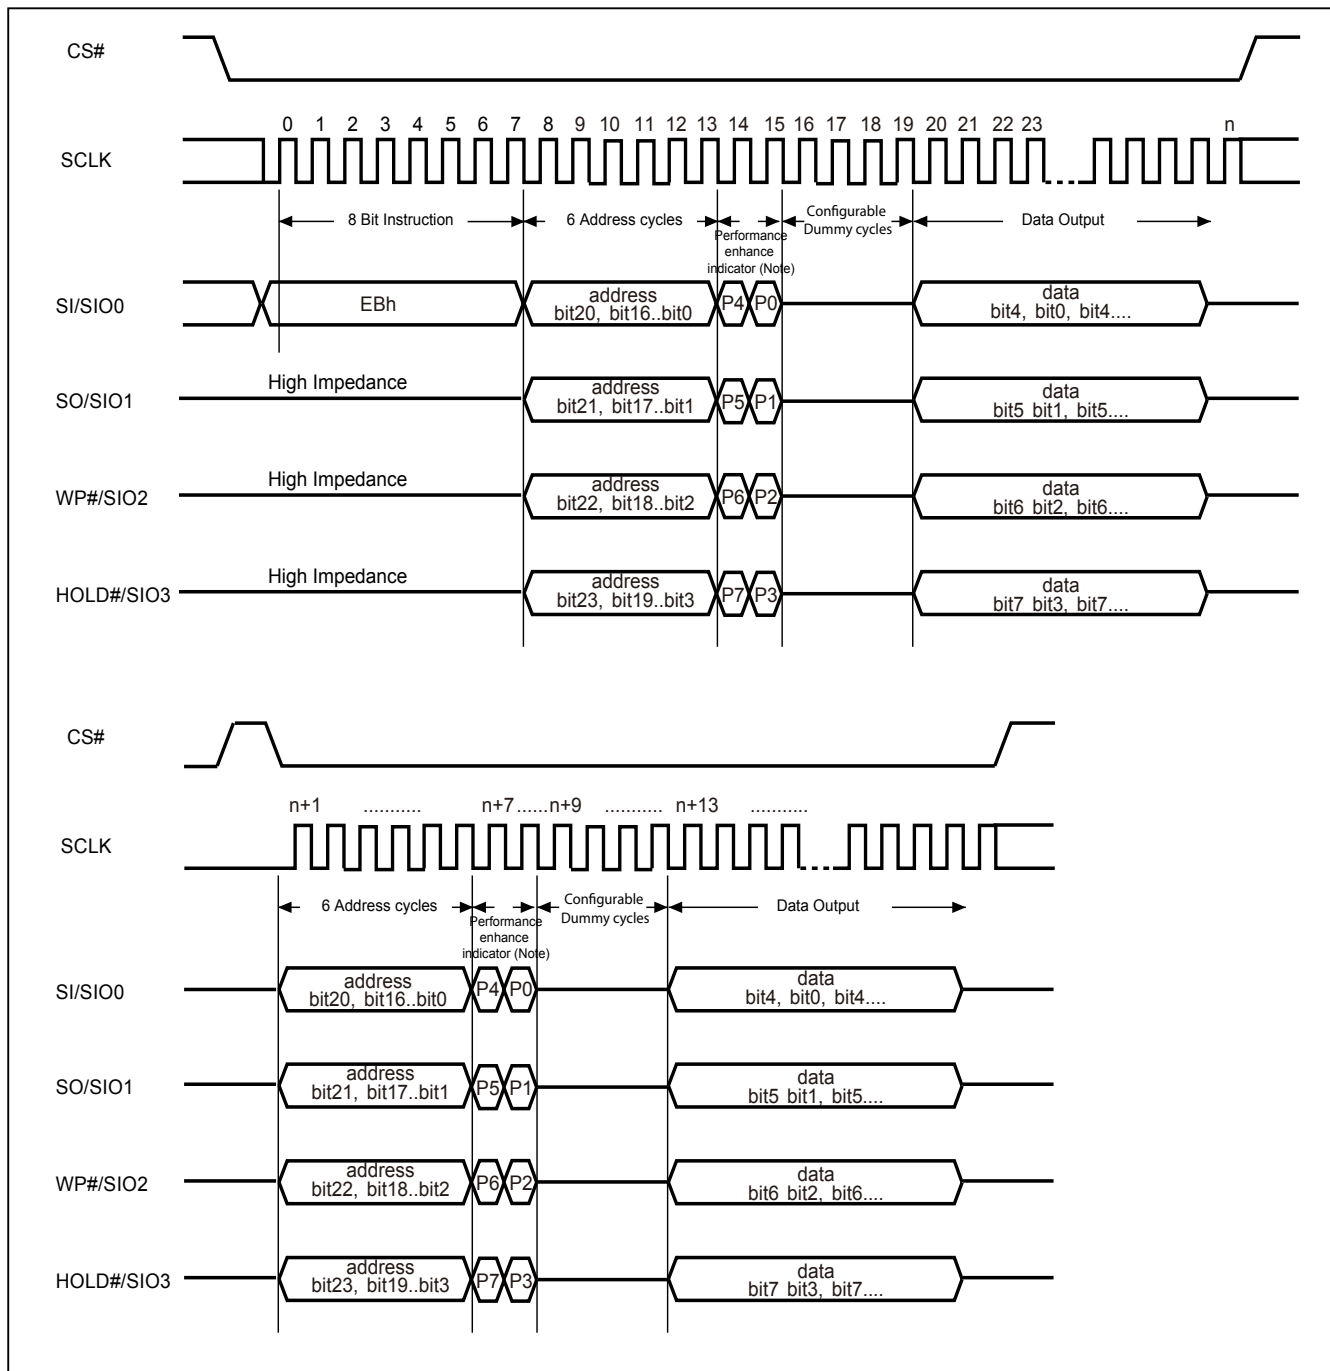 CS#
0 1 2 3 4 5 6 7 8 9 10 11 12 13 14 15 16 17 18 19 20 21 22 23 n
SCLK
8 Bit Instruction 6 Address cycles Configurable Dummy cycles Data Output
Performance
enhance
indicator (Note)
SI/SIO0 EBh address P4 P0 data
bit20, bit16..bit0 bit4, bit0, bit4....
SO/SIO1 High Impedance address P5 P1 data
bit21, bit17..bit1 bit5 bit1, bit5....
WP#/SIO2 High Impedance address P6 P2 data
bit22, bit18..bit2 bit6 bit2, bit6....
HOLD#/SIO3 High Impedance address P7 P3 data
bit23, bit19..bit3 bit7 bit3, bit7....
CS#
n+1 ........... n+7 ......n+9 ........... n+13 ...........
SCLK
6 Address cycles Configurable Dummy cycles Data Output
Performance
enhance
indicator (Note)
SI/SIO0 address P4 P0 data
bit20, bit16..bit0 bit4, bit0, bit4....
SO/SIO1 address P5 P1 data
bit21, bit17..bit1 bit5 bit1, bit5....
WP#/SIO2 address P6 P2 data
bit22, bit18..bit2 bit6 bit2, bit6....
HOLD#/SIO3 address P7 P3 data
bit23, bit19..bit3 bit7 bit3, bit7....